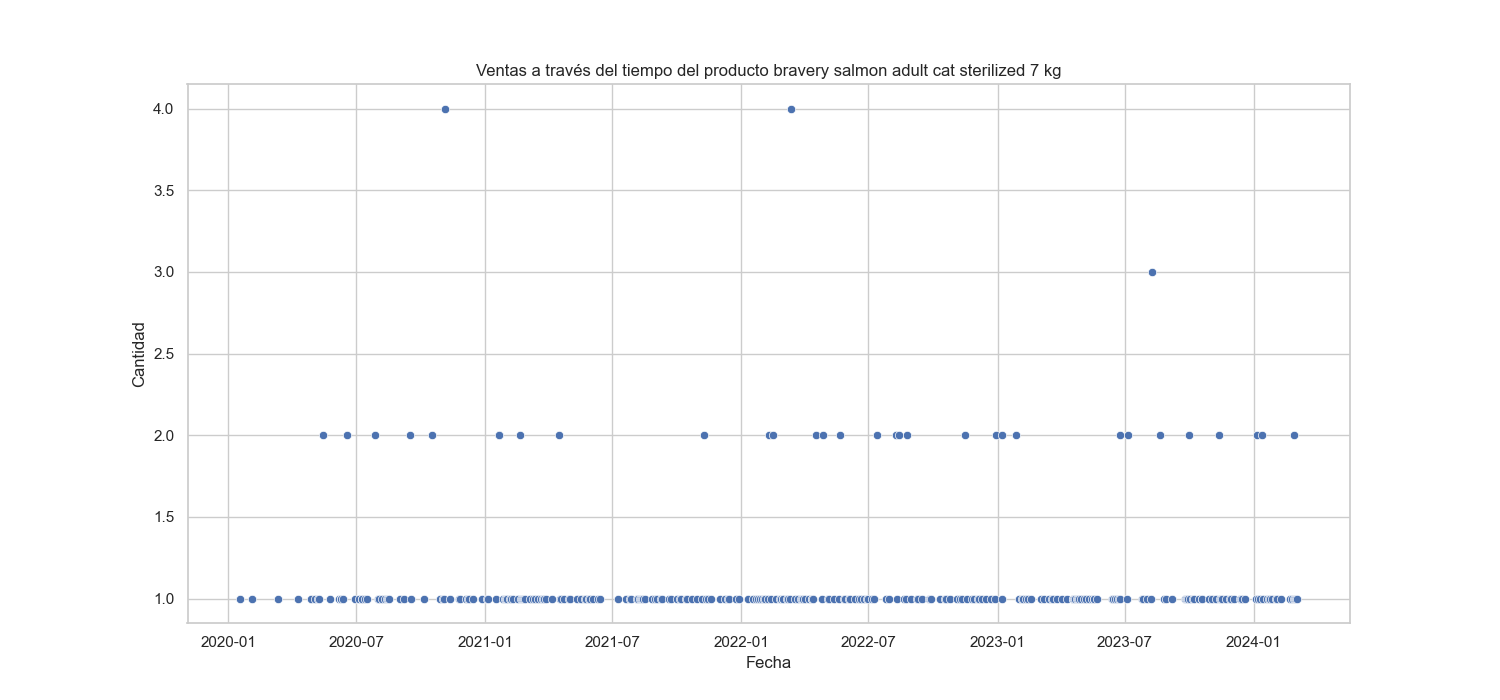 Ventas a través del tiempo del producto bravery salmon adult cat sterilized 7 kg
4.0
3.5
3.0
2.5
2.0
1.5
1.0
Cantidad
2020-01 2020-07 2021-01 2021-07 2022-01 2022-07 2023-01 2023-07 2024-01
Fecha